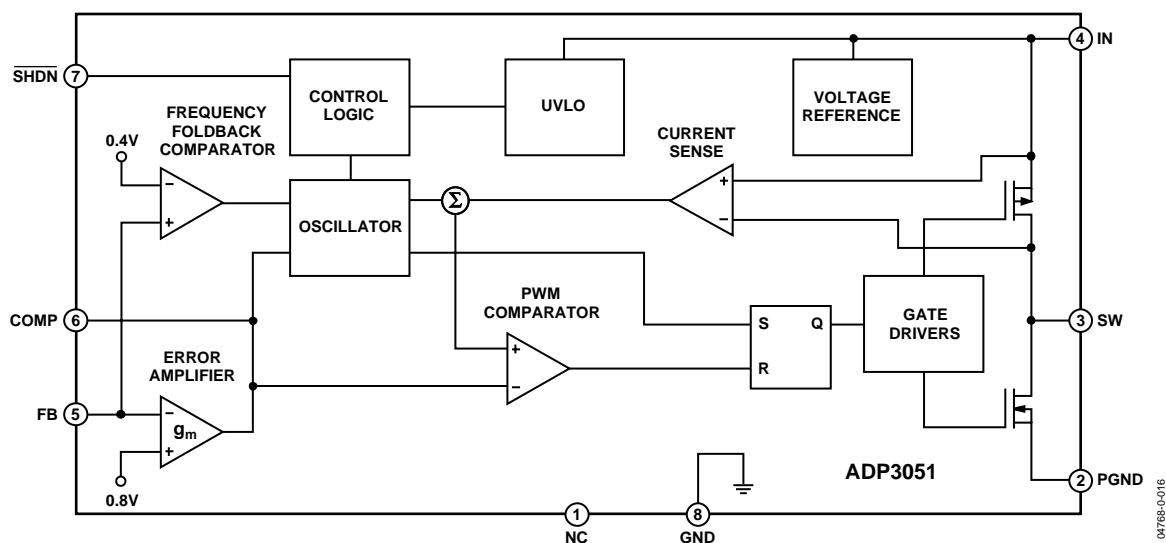 4 IN
SHDN 7
CONTROL
LOGIC
UVLO
VOLTAGE
REFERENCE
FREQUENCY
FOLDBACK
COMPARATOR
0.4V
−
+
CURRENT
SENSE
+
−
Σ
OSCILLATOR
COMP 6
PWM
COMPARATOR
+
−
S Q
R
GATE
DRIVERS
3 SW
ERROR
AMPLIFIER
FB 5
−
gm
+
0.8V
ADP3051
2 PGND
1
NC
8
GND
04768-0-016